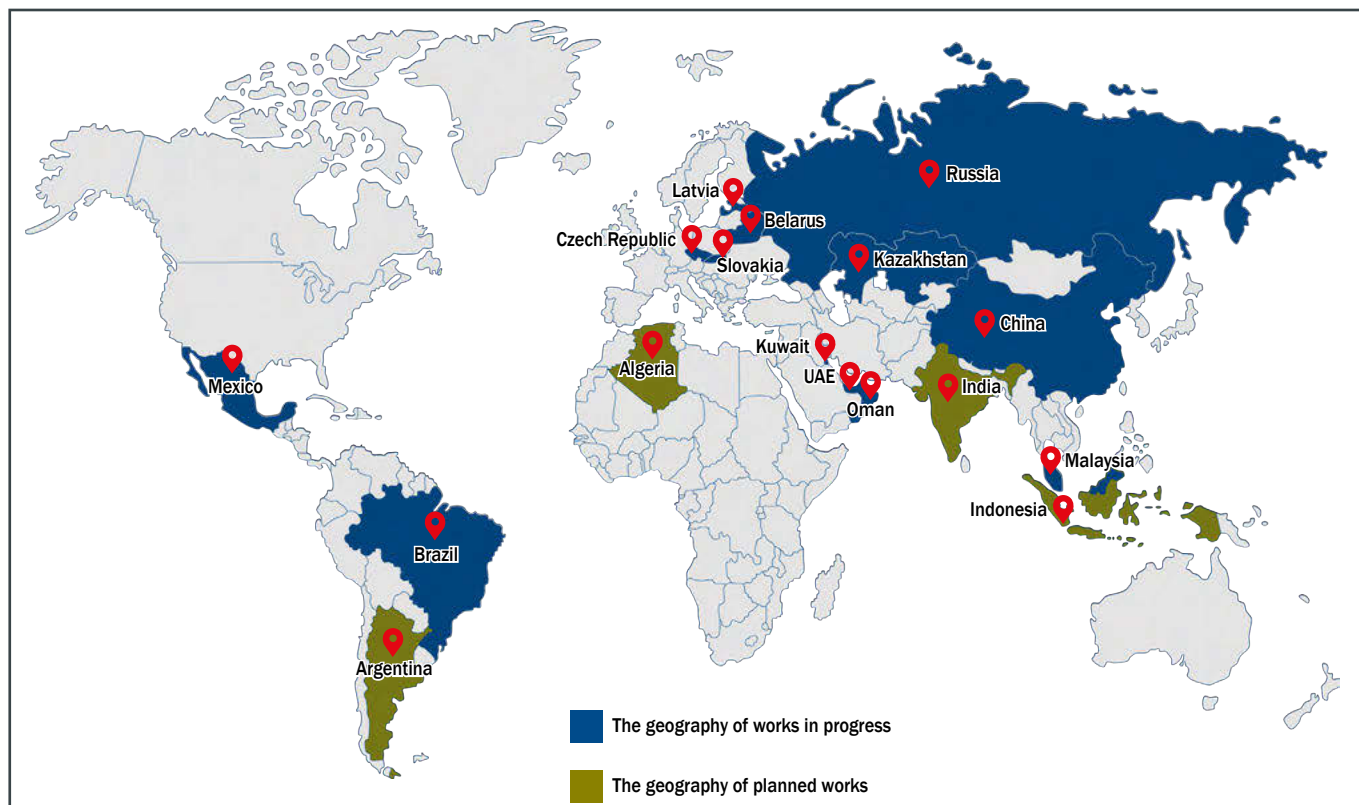 Russia
Latvia
Belarus
Czech Republic
Slovakia
Kazakhstan
China
Kuwait
Algeria
UAE
India
Mexico
Oman
Malaysia
Indonesia
Brazil
Argentina
The geography of works in progress
The geography of planned works